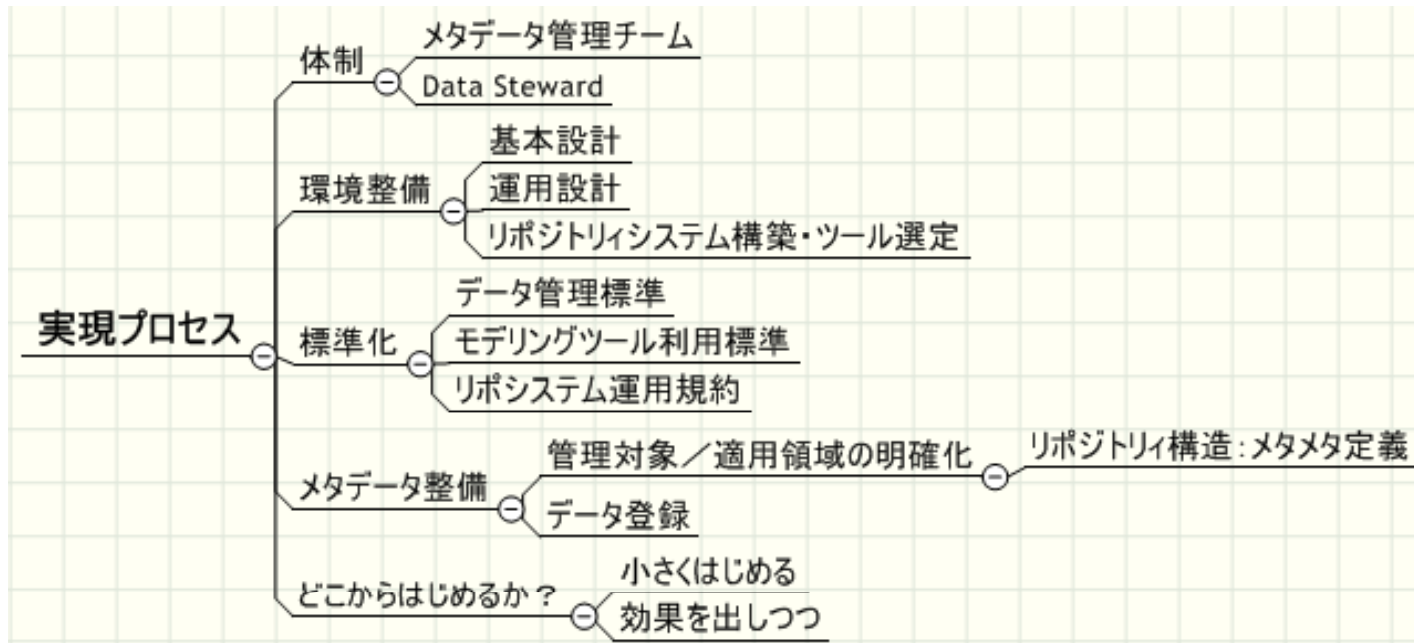 実現プロセス
体制
メタデータ管理チーム
Data Steward
環境整備
基本設計
運用設計
リポジトリィシステム構築・ツール選定
標準化
データ管理標準
モデリングツール利用標準
リポシステム運用規約
メタデータ整備
管理対象／適用領域の明確化
リポジトリィ構造：メタメタ定義
データ登録
どこからはじめるか？
小さくはじめる
効果を出しつつ